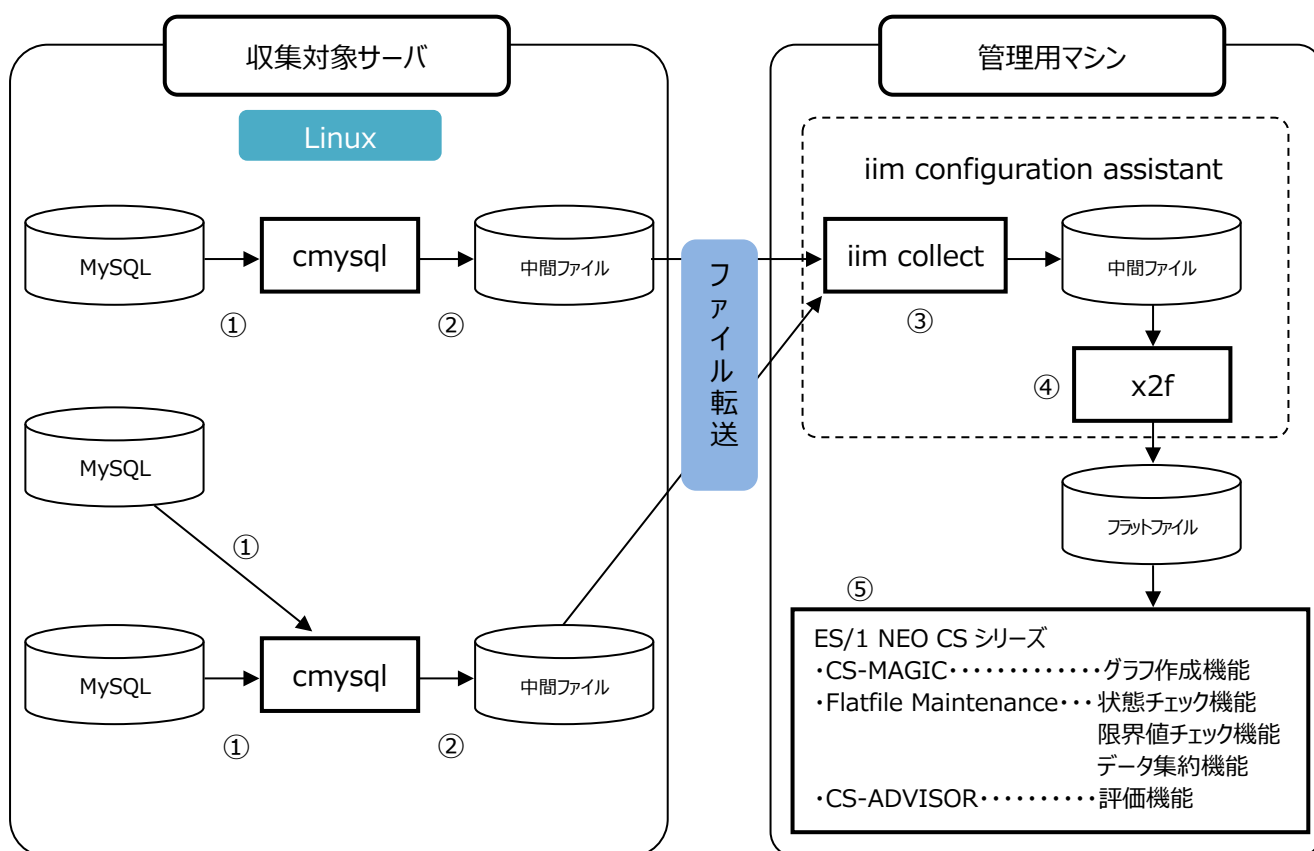 収集対象サーバ
Linux
MySQL
cmysql
中間ファイル
①
②
MySQL
①
MySQL
cmysql
中間ファイル
①
②
ファイル転送
管理用マシン
iim configuration assistant
iim collect
中間ファイル
③
④
x2f
フラットファイル
⑤
ES/1 NEO CS シリーズ
・CS-MAGIC・・・・・・・・・・・・・グラフ作成機能
・Flatfile Maintenance・・・状態チェック機能
限界値チェック機能
データ集約機能
・CS-ADVISOR・・・・・・・・・・評価機能